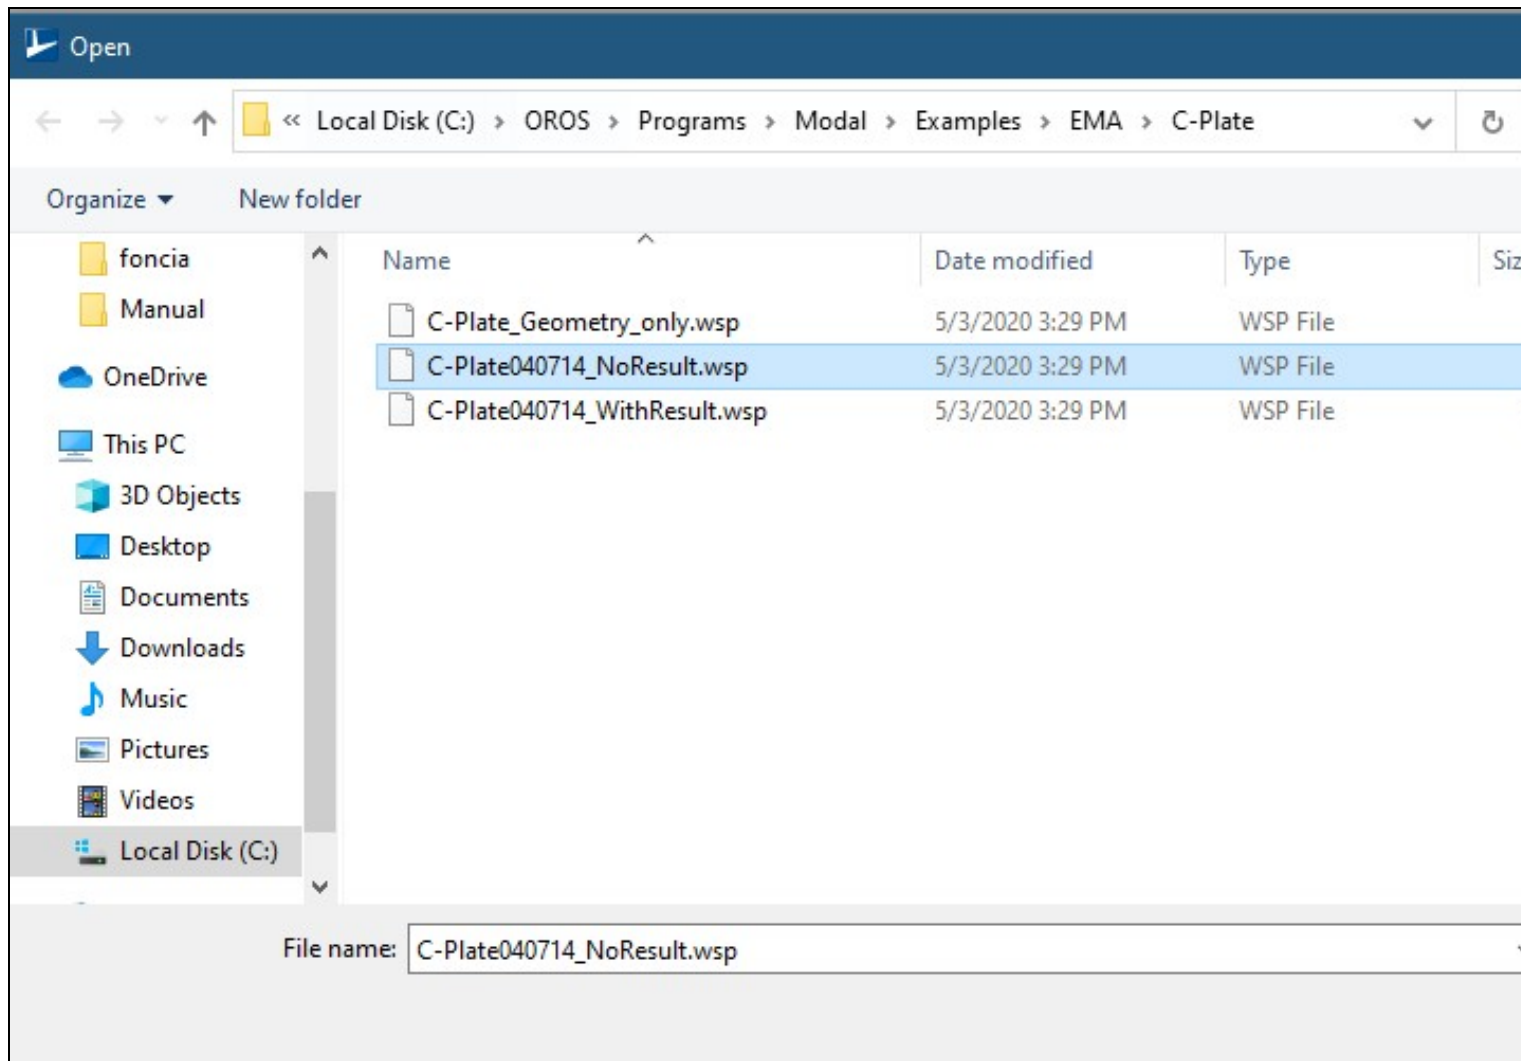 Open
« Local Disk (C:) › OROS › Programs › Modal › Examples › EMA › C-Plate
Organize New folder
foncia
Manual
OneDrive
This PC
3D Objects
Desktop
Documents
Downloads
Music
Pictures
Videos
Local Disk (C:)
Name Date modified Type Siz
C-Plate_Geometry_only.wsp 5/3/2020 3:29 PM WSP File
C-Plate040714_NoResult.wsp 5/3/2020 3:29 PM WSP File
C-Plate040714_WithResult.wsp 5/3/2020 3:29 PM WSP File
File name: C-Plate040714_NoResult.wsp